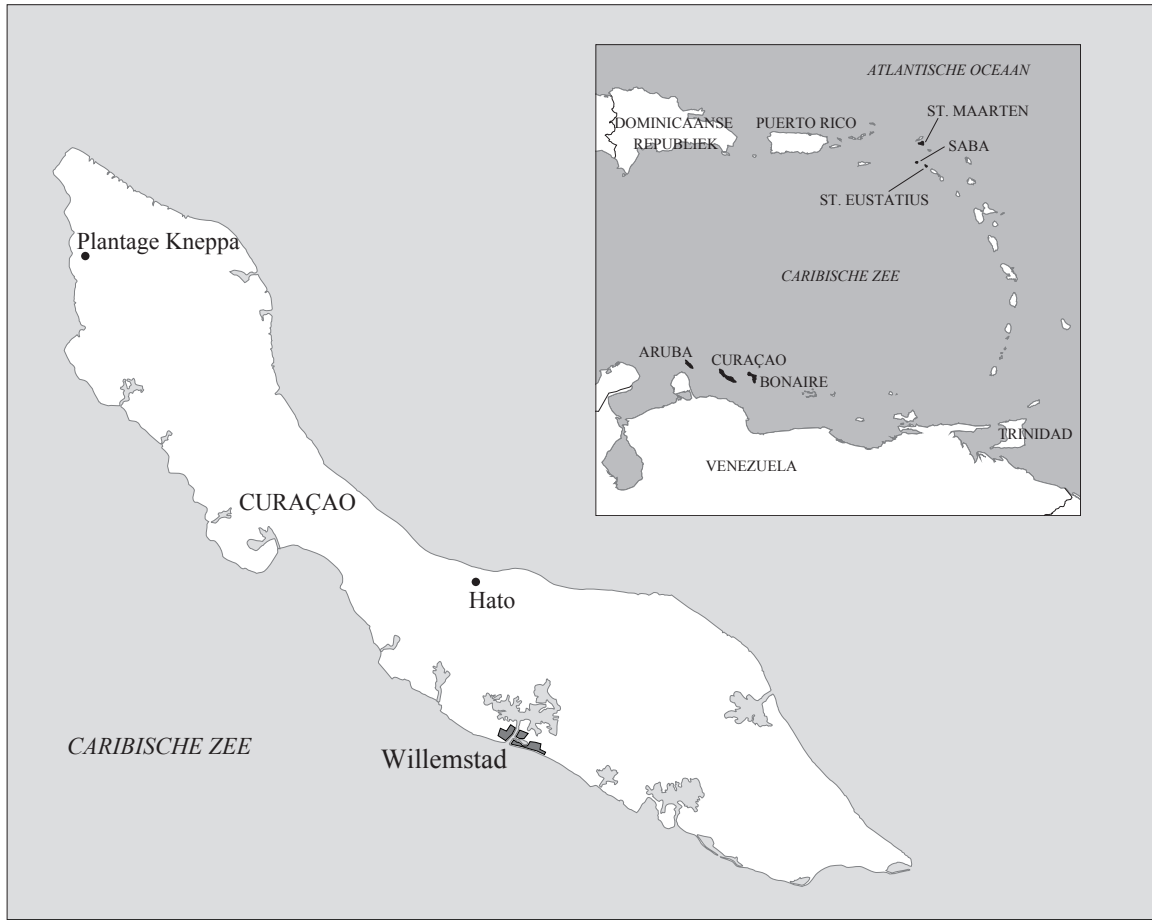 ATLANTISCHE OCEAAN
ST. MAARTEN
DOMINICAANSE
REPUBLIEK
PUERTO RICO
SABA
ST. EUSTATIUS
CARIBISCHE ZEE
ARUBA
CURAÇAO
BONAIRE
TRINIDAD
VENEZUELA
Plantage Kneppa
CURAÇAO
Hato
CARIBISCHE ZEE
Willemstad